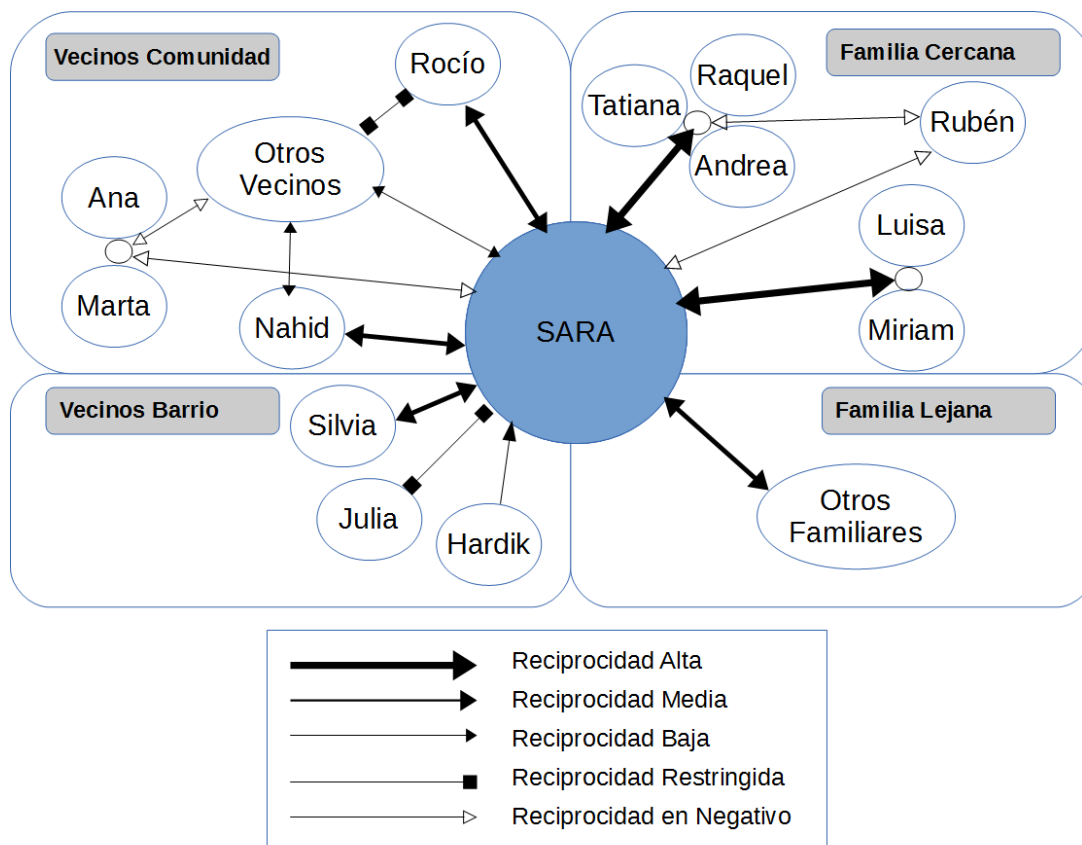 Vecinos Comunidad
Rocío
Otros
Vecinos
Ana
Marta
Nahid
Familia Cercana
Raquel
Tatiana
Andrea
Rubén
Luisa
Miriam
SARA
Vecinos Barrio
Silvia
Julia
Hardik
Familia Lejana
Otros
Familiares
Reciprocidad Alta
Reciprocidad Media
Reciprocidad Baja
Reciprocidad Restringida
Reciprocidad en Negativo